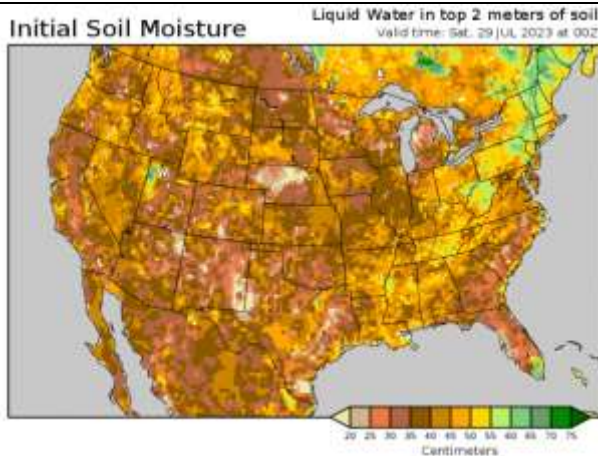 Initial Soil Moisture
Liquid Water in top 2 meters of soil
Valid time: Sat. 29 JUL 2023 at 00Z
20 25 30 35 40 45 50 55 60 65 70 75
Centimeters